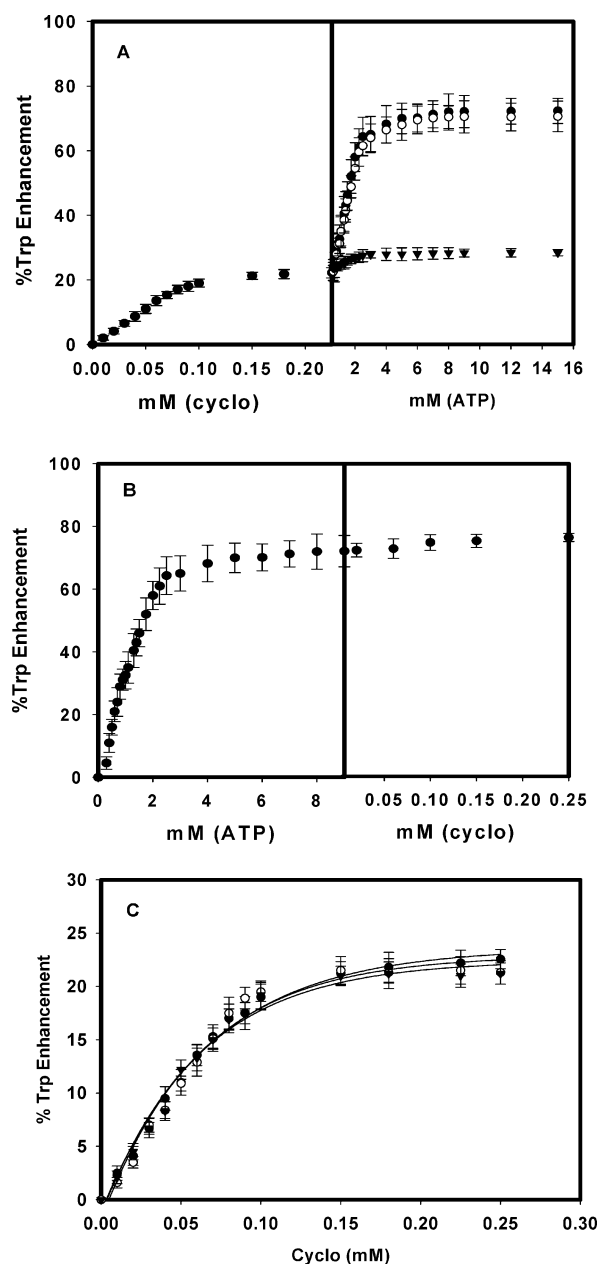 A
%Trp Enhancement
100
80
60
40
20
0
0.00 0.05 0.10 0.15 0.20
2 4 6 8 10 12 14 16
mM (cyclo)
mM (ATP)
B
%Trp Enhancement
100
80
60
40
20
0
0 2 4 6 8
0.05 0.10 0.15 0.20 0.25
mM (ATP)
mM (cyclo)
C
% Trp Enhancement
30
25
20
15
10
5
0
0.00 0.05 0.10 0.15 0.20 0.25 0.30
Cyclo (mM)